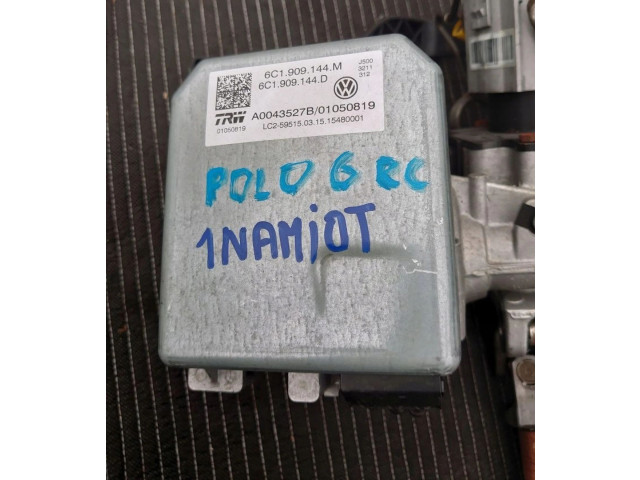 6C1.909.144.M
6C1.909.144.D
J500
3211
312
TRW
01050819
A0043527B/01050819
LC2-59515.03.15.15480001
POLO 6 RC
1NAMiOT